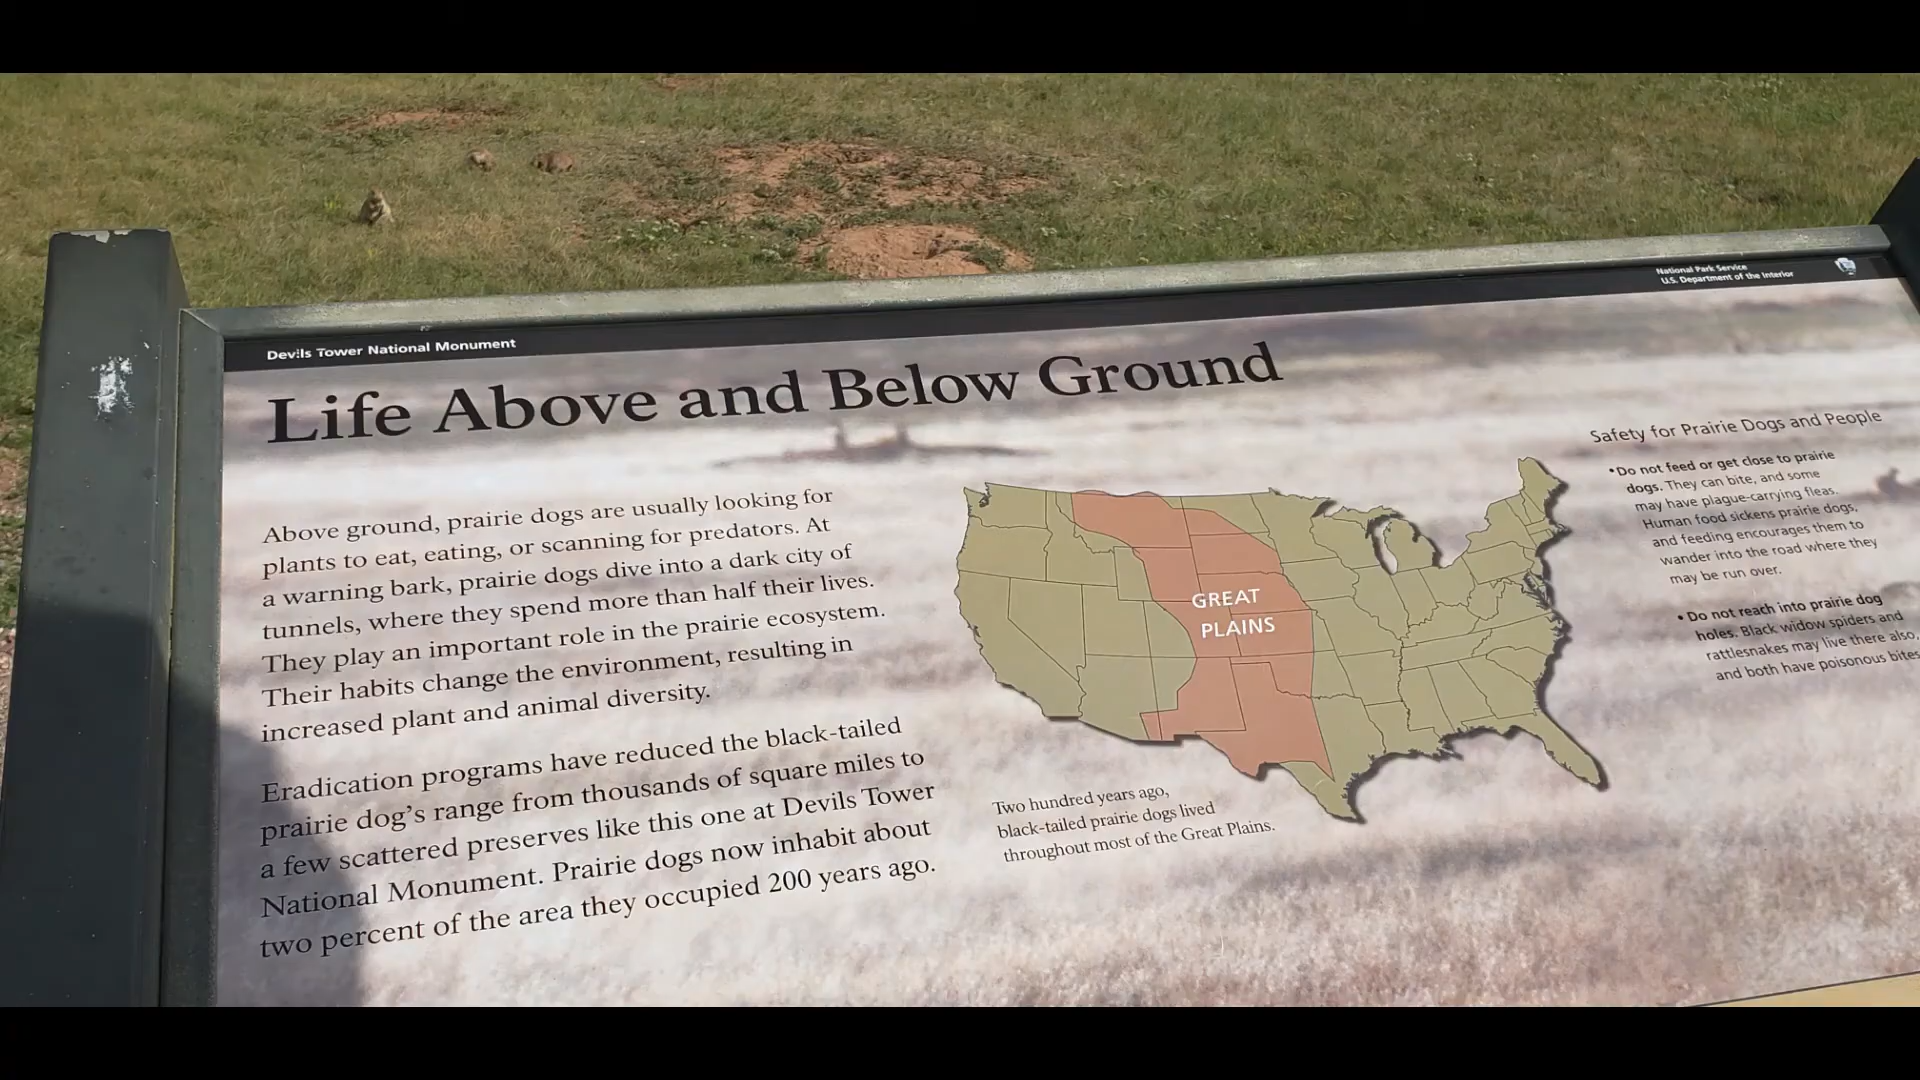 National Park Service
U.S. Department of the Interior
Devils Tower National Monument
Life Above and Below Ground
Above ground, prairie dogs are usually looking for
plants to eat, eating, or scanning for predators. At
a warning bark, prairie dogs dive into a dark city of
tunnels, where they spend more than half their lives.
They play an important role in the prairie ecosystem.
Their habits change the environment, resulting in
increased plant and animal diversity.
Eradication programs have reduced the black-tailed
prairie dog's range from thousands of square miles to
a few scattered preserves like this one at Devils Tower
National Monument. Prairie dogs now inhabit about
two percent of the area they occupied 200 years ago.
GREAT
PLAINS
Two hundred years ago,
black-tailed prairie dogs lived
throughout most of the Great Plains.
Safety for Prairie Dogs and People
• Do not feed or get close to prairie
dogs. They can bite, and some
may have plague-carrying fleas.
Human food sickens prairie dogs,
and feeding encourages them to
wander into the road where they
may be run over.
• Do not reach into prairie dog
holes. Black widow spiders and
rattlesnakes may live there also,
and both have poisonous bites